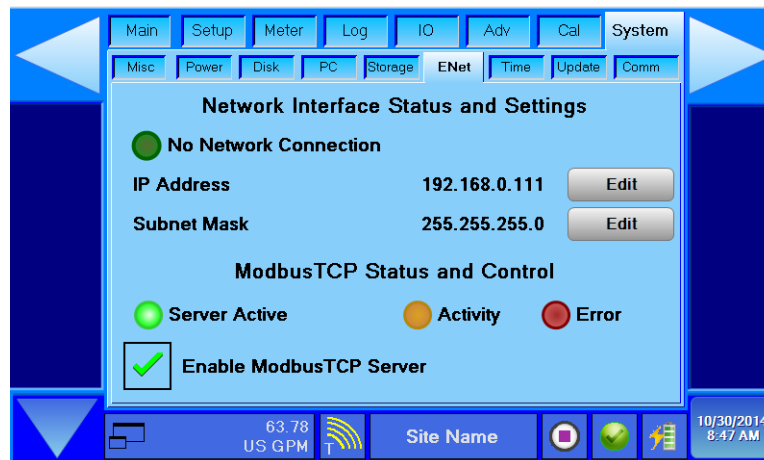 Main Setup Meter Log IO Adv Cal System
Misc Power Disk PC Storage ENet Time Update Comm
Network Interface Status and Settings
No Network Connection
IP Address 192.168.0.111 Edit
Subnet Mask 255.255.255.0 Edit
ModbusTCP Status and Control
Server Active Activity Error
Enable ModbusTCP Server
63.78
US GPM
T
Site Name
10/30/2014
8:47 AM